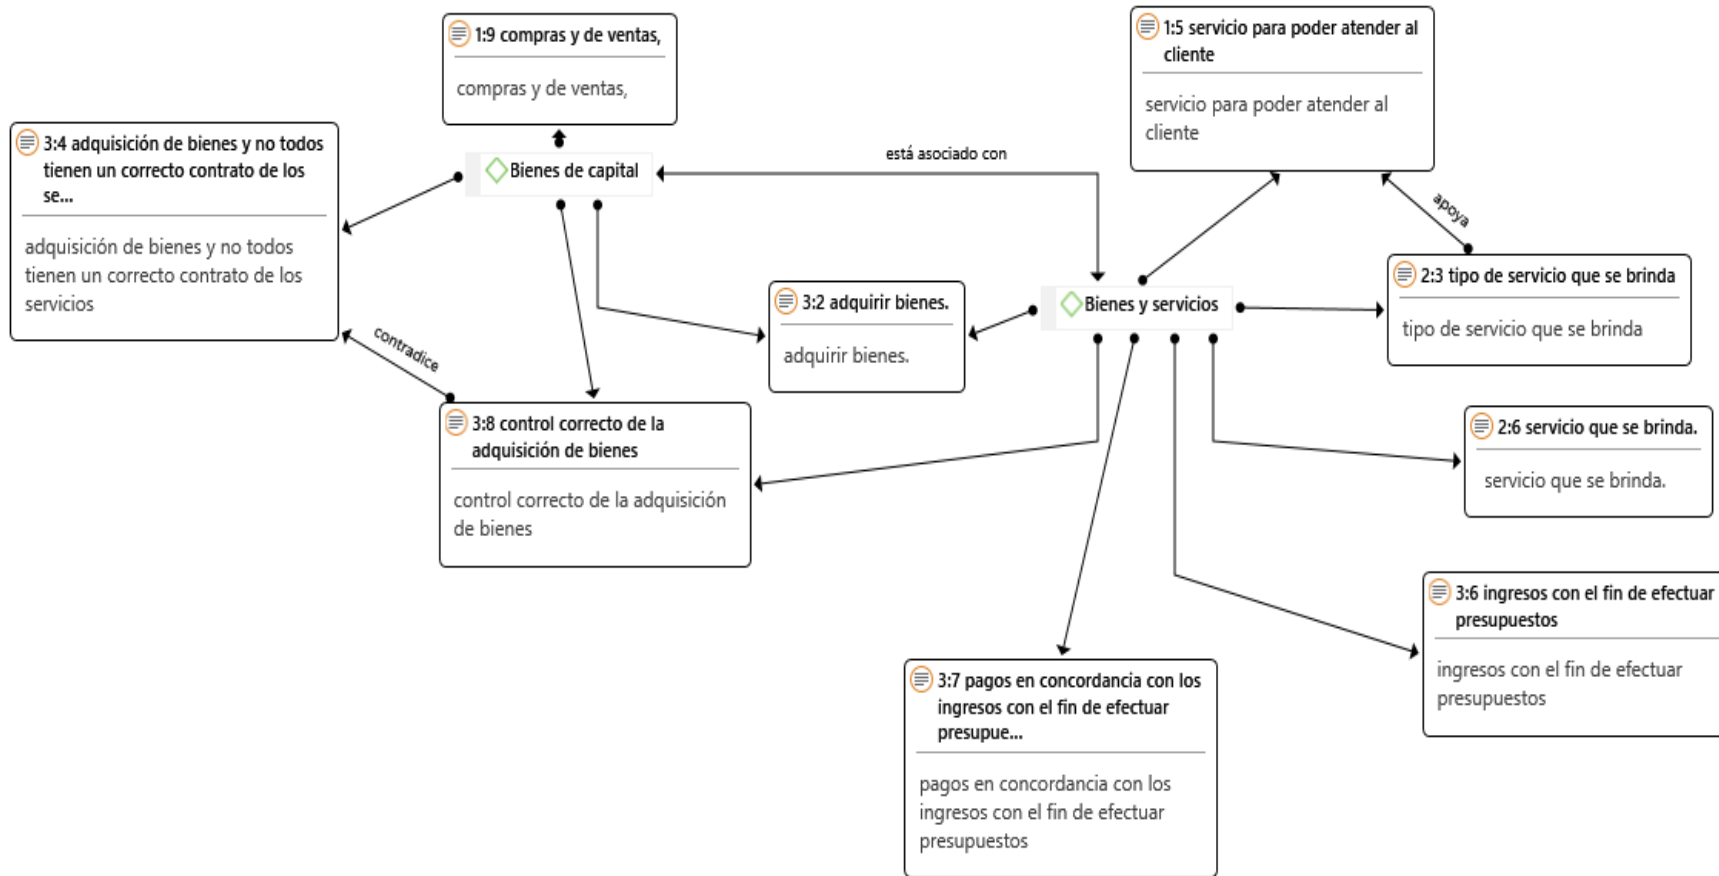 1:9 compras y de ventas,
compras y de ventas,
1:5 servicio para poder atender al
cliente
servicio para poder atender al
cliente
3:4 adquisición de bienes y no todos
tienen un correcto contrato de los
se...
adquisición de bienes y no todos
tienen un correcto contrato de los
servicios
Bienes de capital
está asociado con
apoya
2:3 tipo de servicio que se brinda
tipo de servicio que se brinda
3:2 adquirir bienes.
adquirir bienes.
Bienes y servicios
contradice
3:8 control correcto de la
adquisición de bienes
control correcto de la adquisición
de bienes
2:6 servicio que se brinda.
servicio que se brinda.
3:6 ingresos con el fin de efectuar
presupuestos
ingresos con el fin de efectuar
presupuestos
3:7 pagos en concordancia con los
ingresos con el fin de efectuar
presupue...
pagos en concordancia con los
ingresos con el fin de efectuar
presupuestos